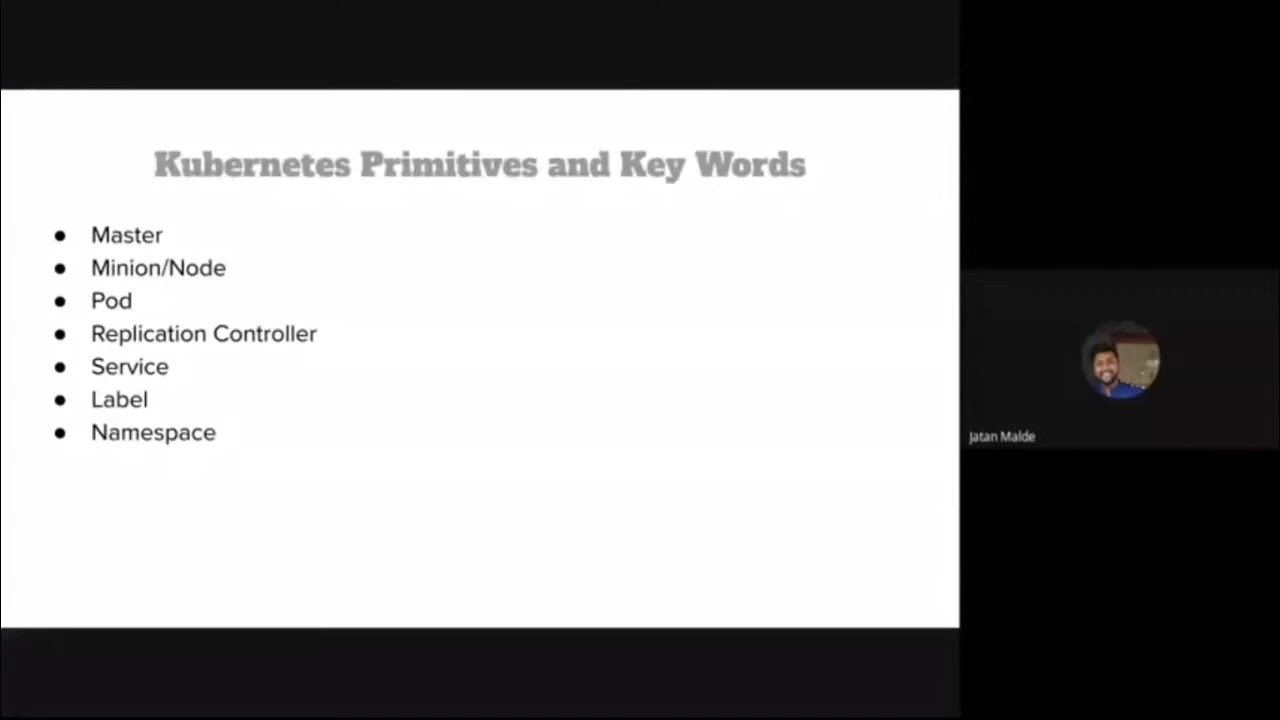 Kubernetes Primitives and Key Words
● Master
● Minion/Node
● Pod
● Replication Controller
● Service
● Label
● Namespace
Jatan Malde